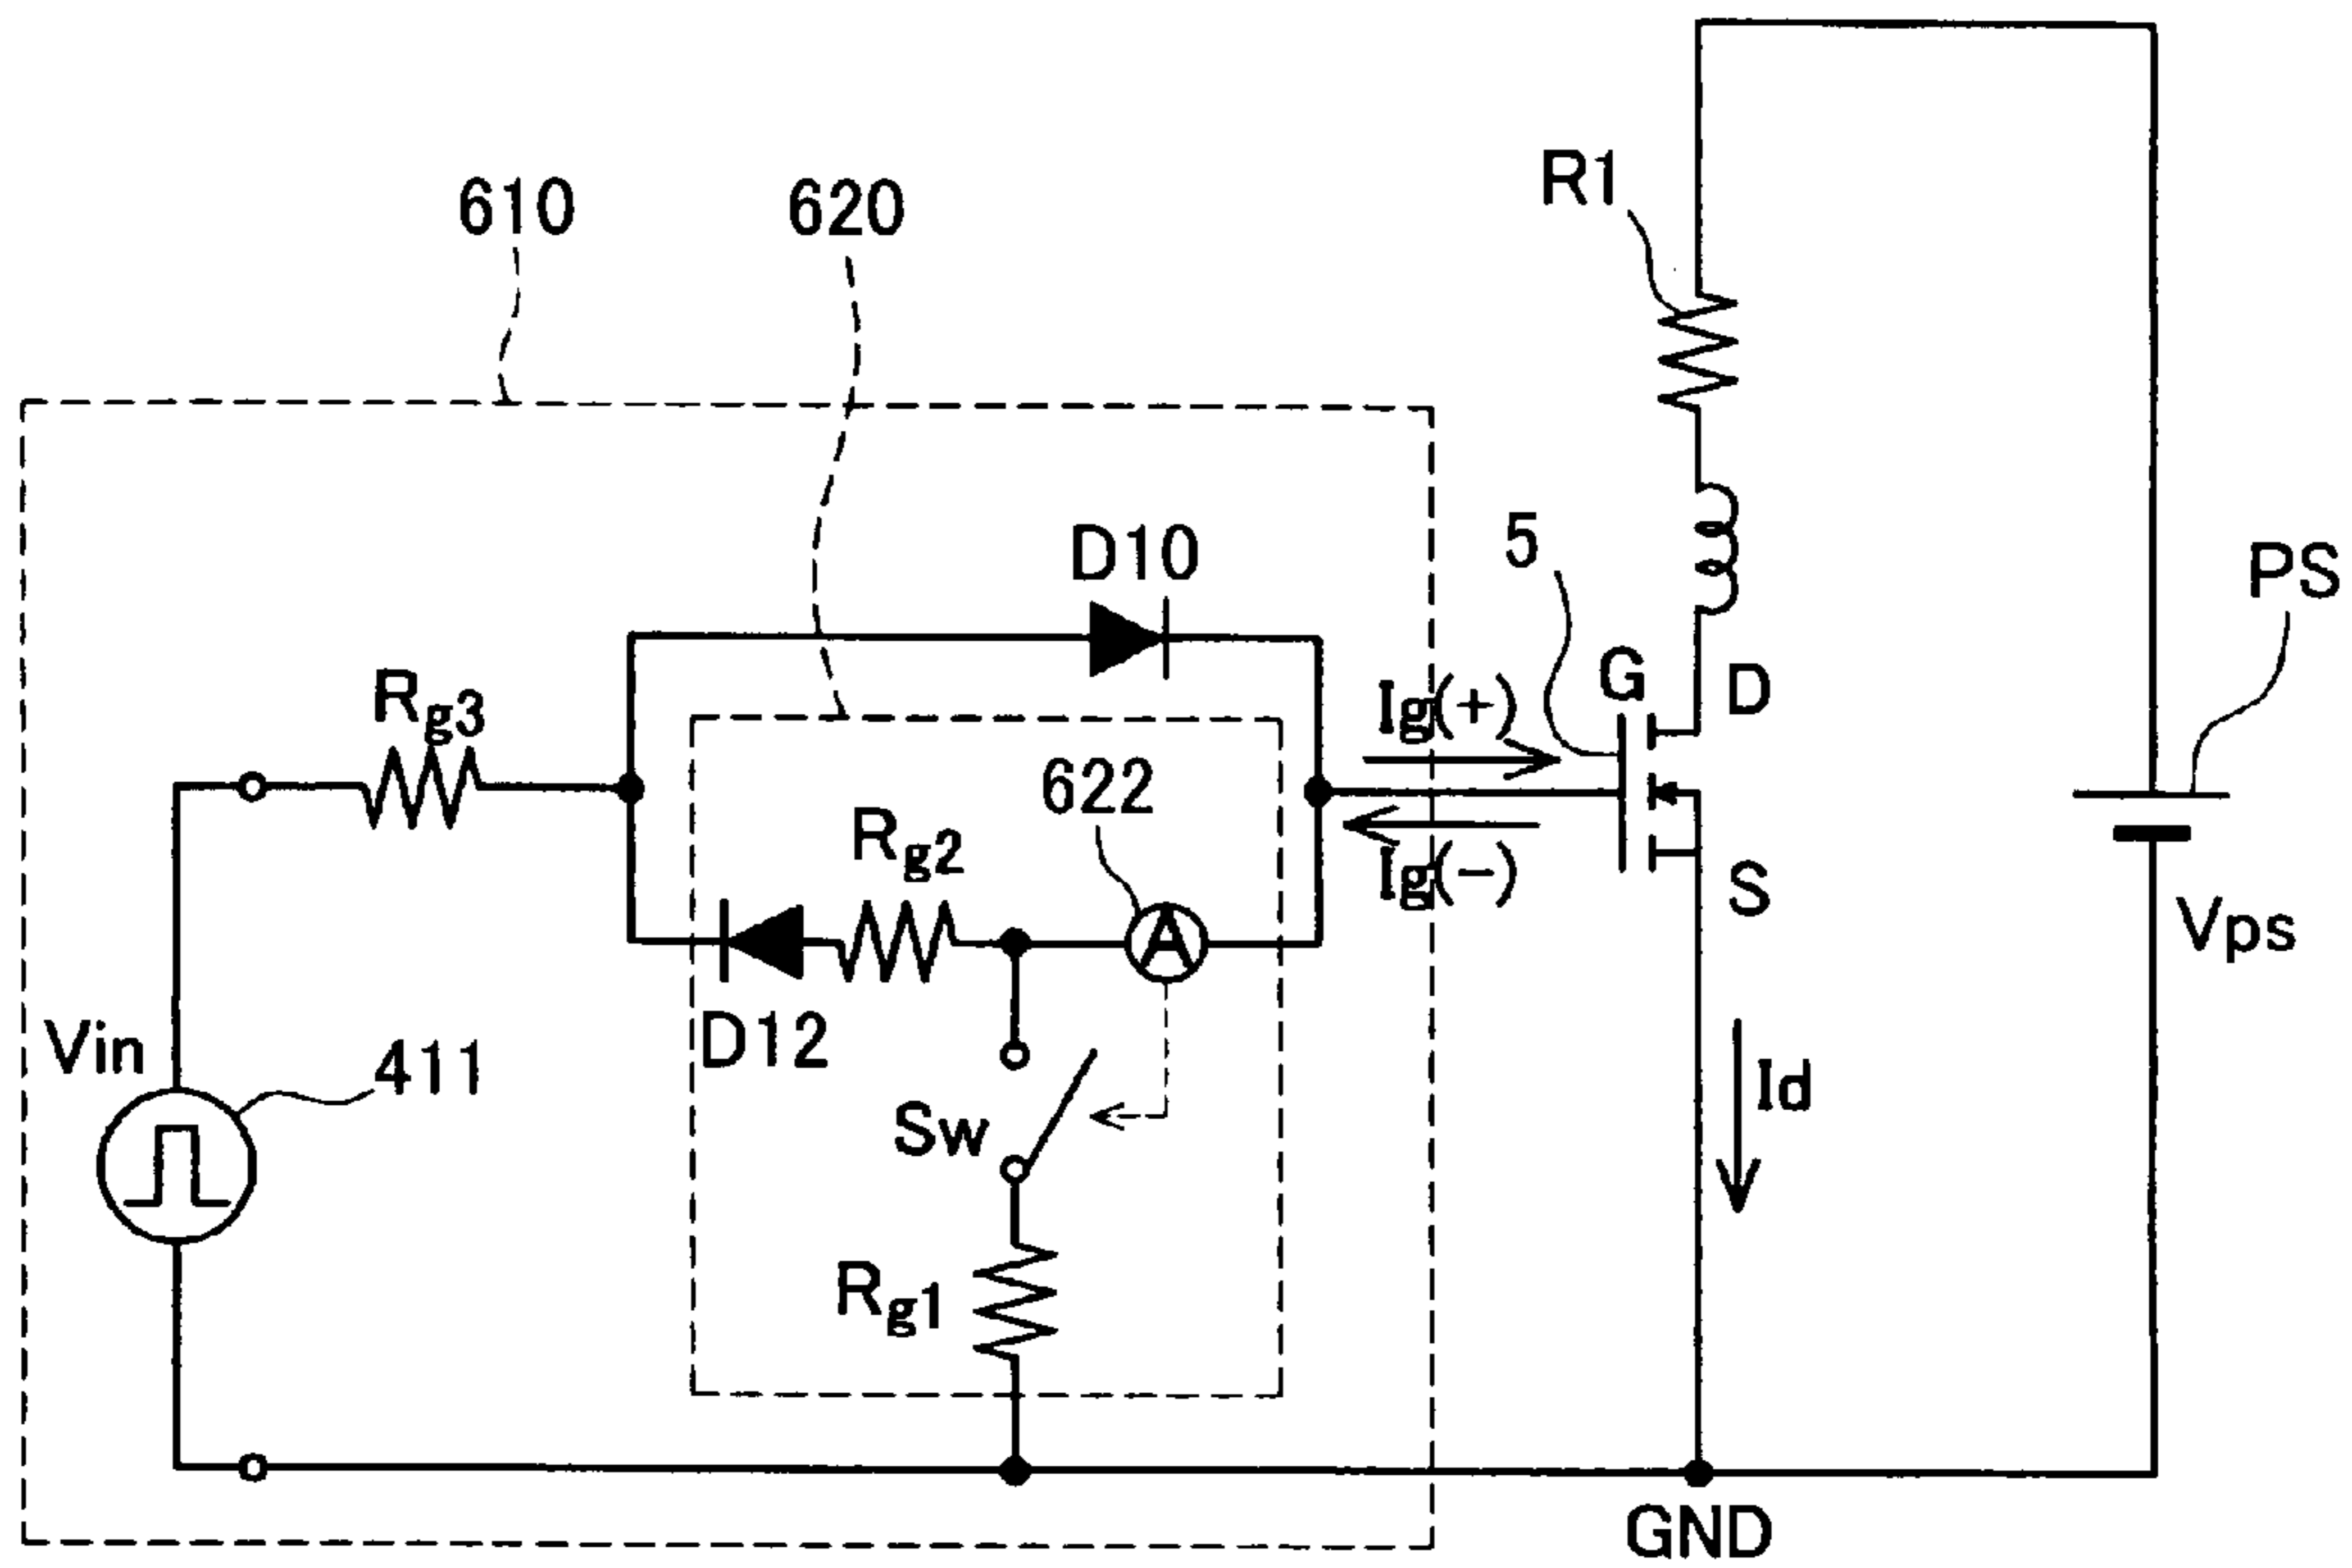 R1
610
620
D10
5
PS
G
D
Ig(+)
Rg3
622
Rg2
Ig(-)
S
Vps
D12
Vin
411
Id
Sw
A
Rg1
GND